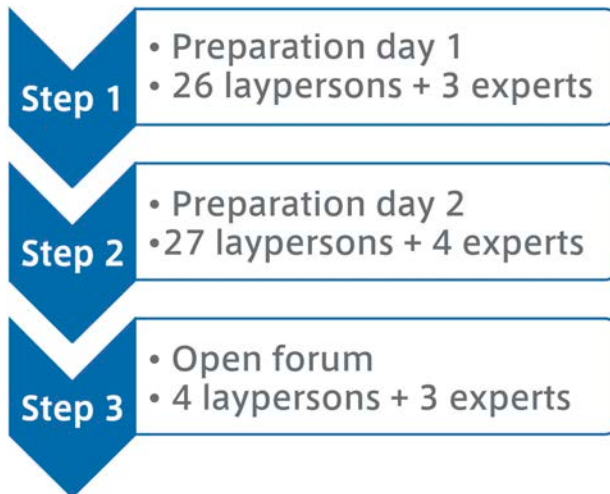 Step 1
• Preparation day 1
• 26 laypersons + 3 experts
Step 2
• Preparation day 2
•27 laypersons + 4 experts
Step 3
• Open forum
• 4 laypersons + 3 experts